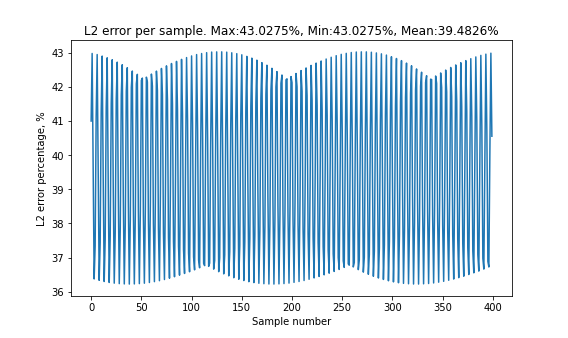 L2 error per sample. Max:43.0275%, Min:43.0275%, Mean:39.4826%
43
42
41
40
39
38
37
36
L2 error percentage, %
0 50 100 150 200 250 300 350 400
Sample number